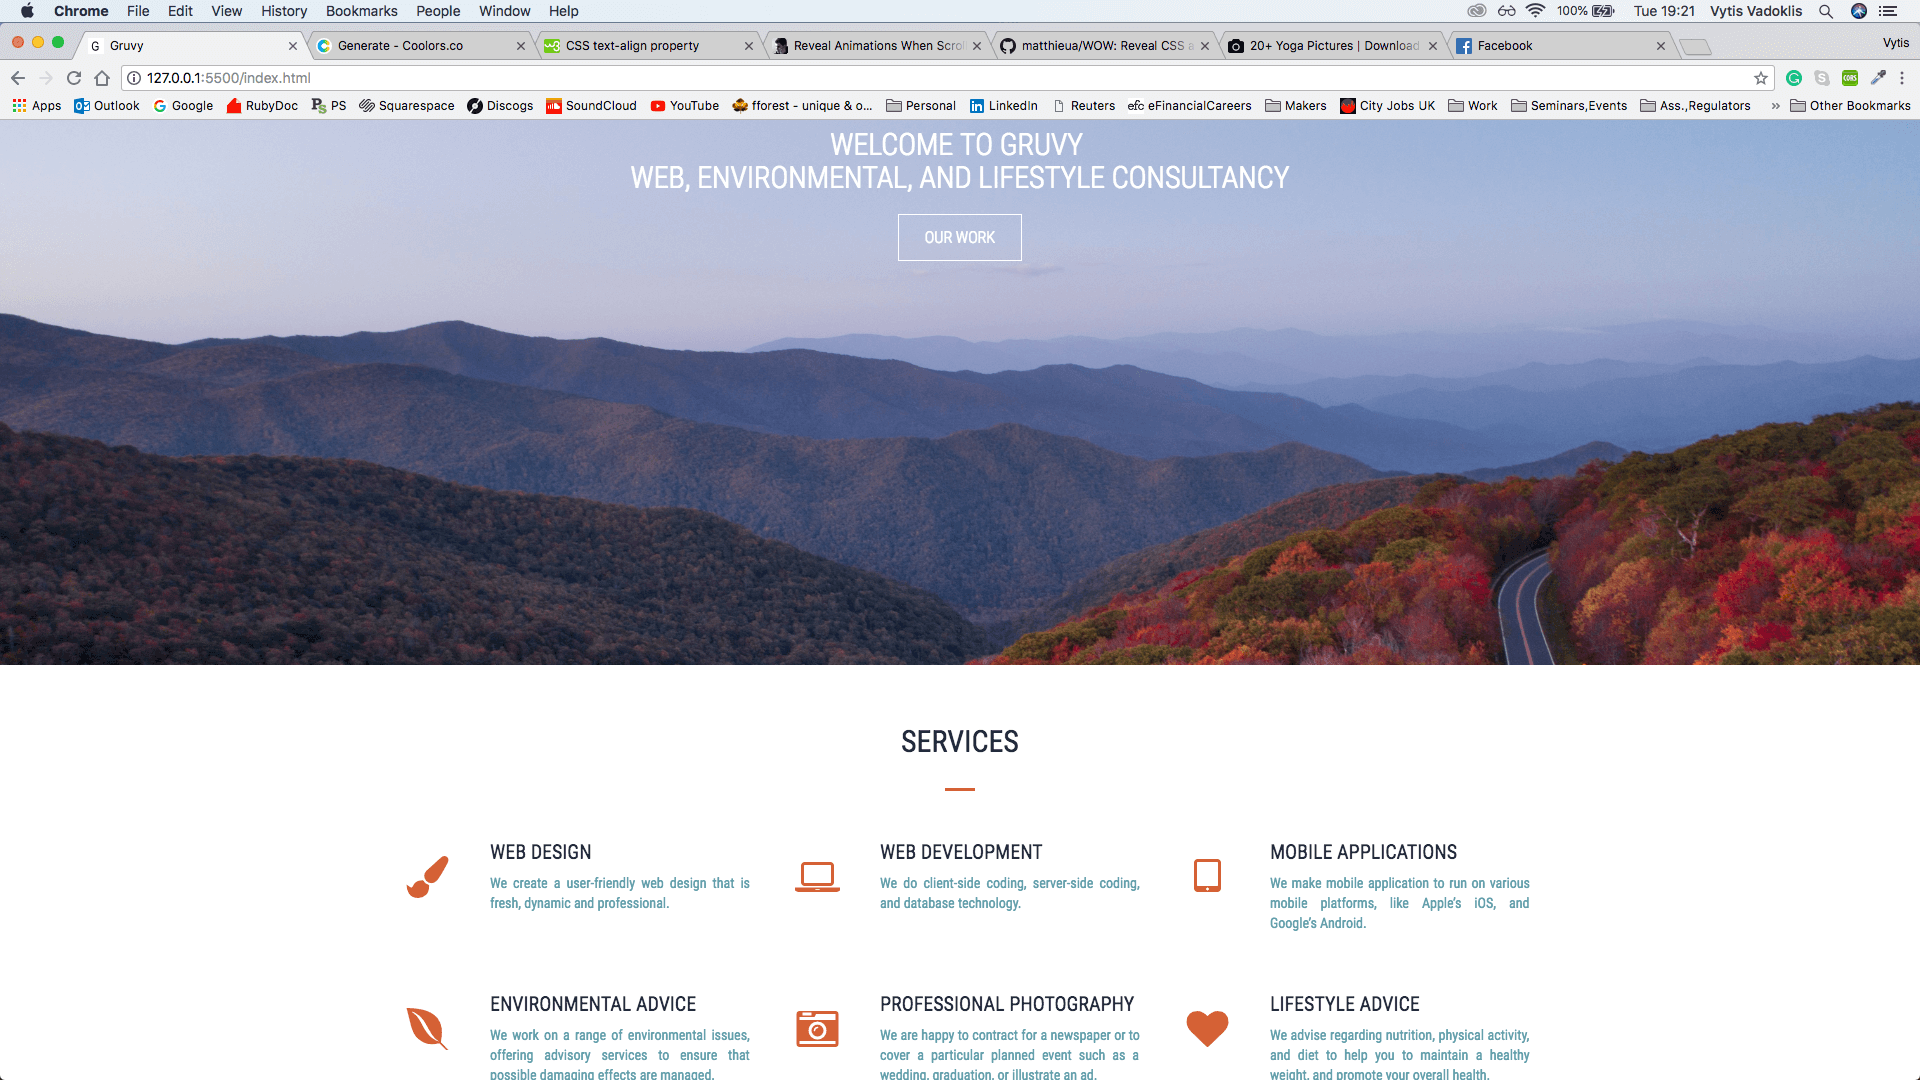 Chrome File Edit View History Bookmarks People Window Help 100% Tue 19:21 Vytis Vadoklis
G Gruvy Generate - Coolors.co w3 CSS text-align property Reveal Animations When Scrol matthieua/WOW: Reveal CSS a 20+ Yoga Pictures | Download Facebook Vytis
127.0.0.1:5500/index.html CORS
Apps Outlook Google RubyDoc PS Squarespace Discogs SoundCloud YouTube fforest - unique & o... Personal LinkedIn Reuters efc eFinancialCareers Makers City Jobs UK Work Seminars,Events Ass.,Regulators » Other Bookmarks
WELCOME TO GRUVY
WEB, ENVIRONMENTAL, AND LIFESTYLE CONSULTANCY
OUR WORK
SERVICES
WEB DESIGN
We create a user-friendly web design that is
fresh, dynamic and professional.
WEB DEVELOPMENT
We do client-side coding, server-side coding,
and database technology.
MOBILE APPLICATIONS
We make mobile application to run on various
mobile platforms, like Apple's iOS, and
Google's Android.
ENVIRONMENTAL ADVICE
We work on a range of environmental issues,
offering advisory services to ensure that
possible damaging effects are managed.
PROFESSIONAL PHOTOGRAPHY
We are happy to contract for a newspaper or to
cover a particular planned event such as a
wedding, graduation, or illustrate an ad.
LIFESTYLE ADVICE
We advise regarding nutrition, physical activity,
and diet to help you to maintain a healthy
weight, and promote your overall health.